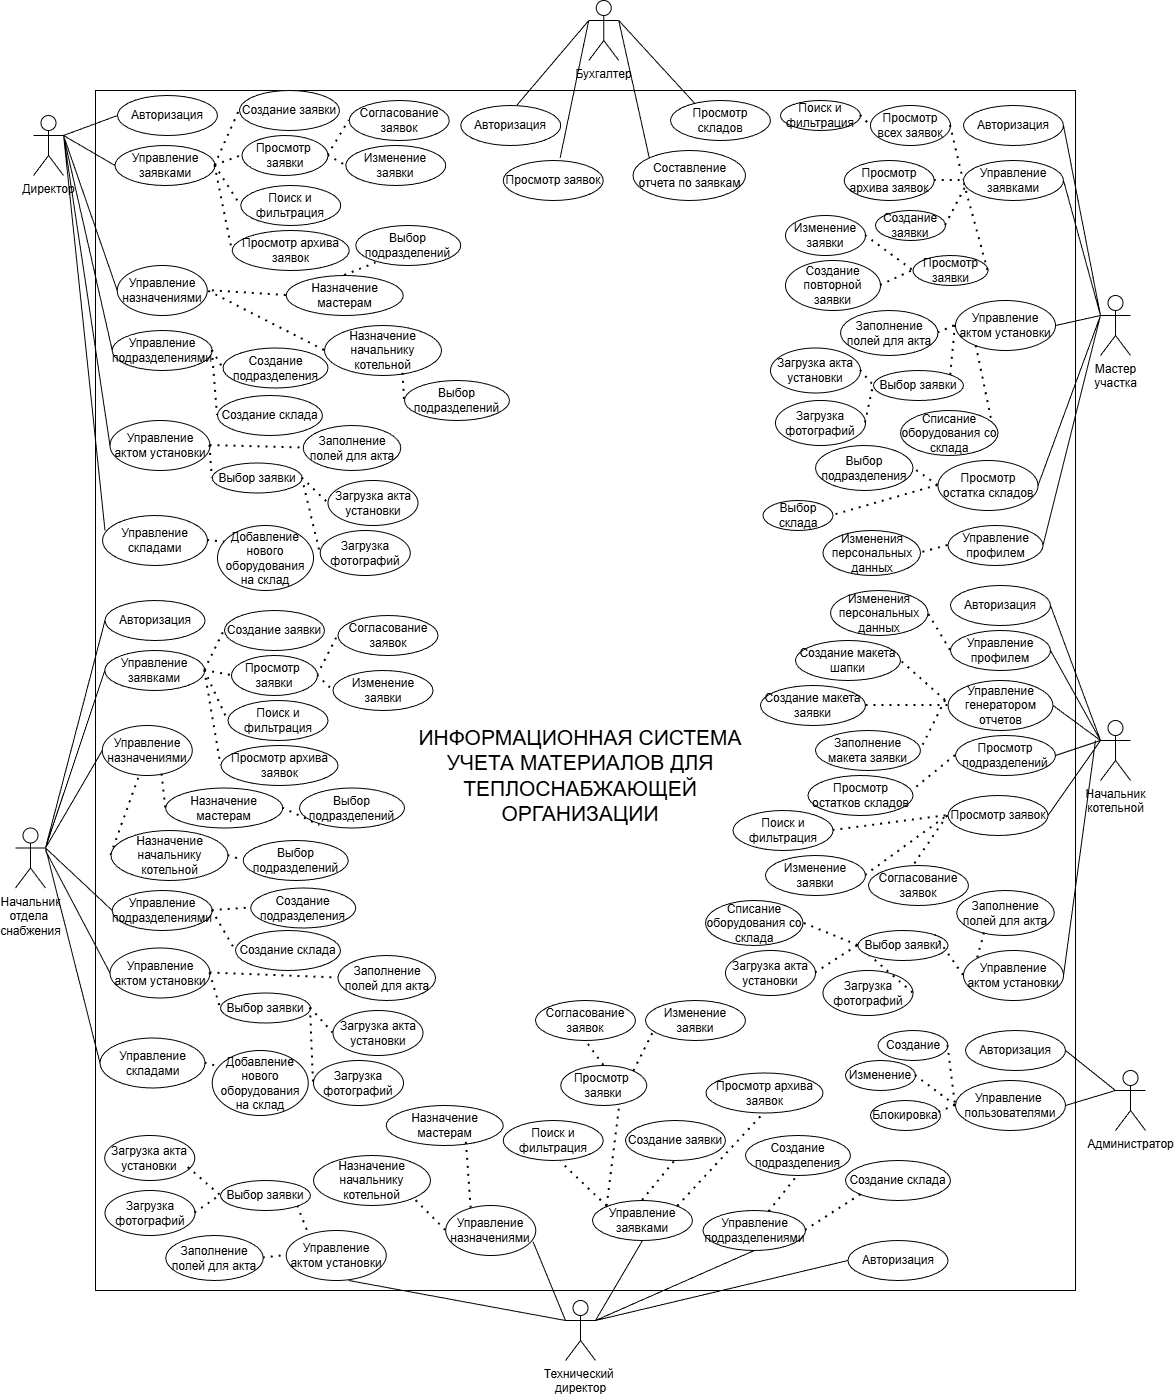 Бухгалтер
Директор
Авторизация
Создание заявки
Согласование
заявок
Управление
заявками
Просмотр
заявки
Изменение
заявки
Поиск и
фильтрация
Просмотр архива
заявок
Выбор
подразделений
Управление
назначениями
Назначение
мастерам
Управление
подразделениями
Назначение
начальнику
котельной
Создание
подразделения
Выбор
подразделений
Создание склада
Управление
актом установки
Заполнение
полей для акта
Выбор заявки
Загрузка акта
установки
Управление
складами
Добавление
нового
оборудования
на склад
Загрузка
фотографий
Авторизация
Просмотр
складов
Просмотр заявок
Составление
отчета по заявкам
Поиск и
фильтрация
Просмотр
всех заявок
Авторизация
Просмотр
архива заявок
Управление
заявками
Создание
заявки
Изменение
заявки
Просмотр
заявки
Создание
повторной
заявки
Заполнение
полей для акта
Управление
актом установки
Мастер
участка
Загрузка акта
установки
Выбор заявки
Загрузка
фотографий
Списание
оборудования со
склада
Выбор
подразделения
Просмотр
остатка складов
Выбор
склада
Изменения
персональных
данных
Управление
профилем
Авторизация
Создание заявки
Согласование
заявок
Управление
заявками
Просмотр
заявки
Изменение
заявки
Поиск и
фильтрация
Управление
назначениями
Просмотр архива
заявок
Назначение
мастерам
Выбор
подразделений
Назначение
начальнику
котельной
Выбор
подразделений
Начальник
отдела
снабжения
Управление
подразделениями
Создание
подразделения
Создание склада
Управление
актом установки
Заполнение
полей для акта
Выбор заявки
Загрузка акта
установки
Управление
складами
Добавление
нового
оборудования
на склад
Загрузка
фотографий
ИНФОРМАЦИОННАЯ СИСТЕМА
УЧЕТА МАТЕРИАЛОВ ДЛЯ
ТЕПЛОСНАБЖАЮЩЕЙ
ОРГАНИЗАЦИИ
Изменения
персональных
данных
Авторизация
Управление
профилем
Создание макета
шапки
Создание макета
заявки
Управление
генератором
отчетов
Заполнение
макета заявки
Просмотр
подразделений
Просмотр
остатков складов
Начальник
котельной
Поиск и
фильтрация
Просмотр заявок
Изменение
заявки
Согласование
заявок
Списание
оборудования со
склада
Заполнение
полей для акта
Выбор заявки
Загрузка акта
установки
Загрузка
фотографий
Управление
актом установки
Создание
Авторизация
Изменение
Управление
пользователями
Блокировка
Администратор
Согласование
заявок
Изменение
заявки
Просмотр
заявки
Просмотр архива
заявок
Назначение
мастерам
Поиск и
фильтрация
Создание заявки
Создание
подразделения
Загрузка акта
установки
Назначение
начальнику
котельной
Создание склада
Выбор заявки
Загрузка
фотографий
Управление
назначениями
Управление
заявками
Управление
подразделениями
Заполнение
полей для акта
Управление
актом установки
Авторизация
Технический
директор